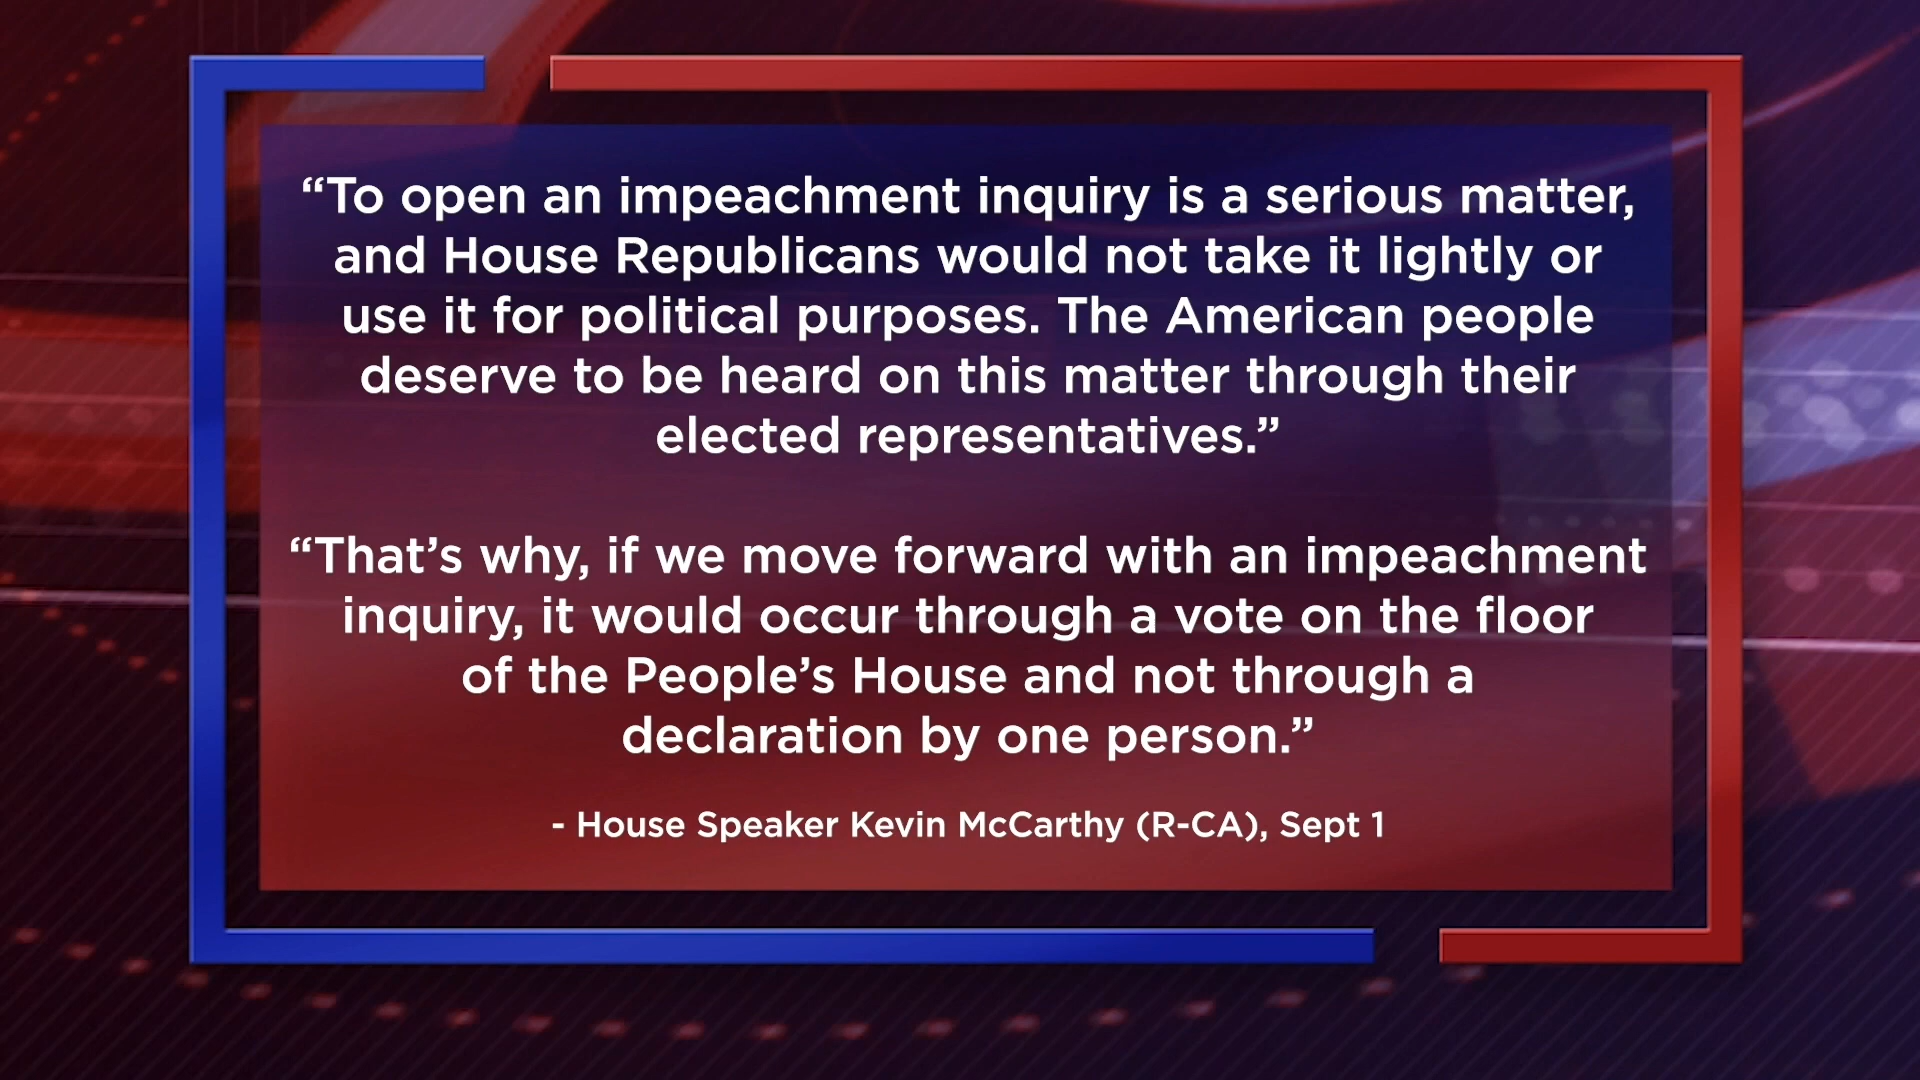 “To open an impeachment inquiry is a serious matter,
and House Republicans would not take it lightly or
use it for political purposes. The American people
deserve to be heard on this matter through their
elected representatives.”
“That’s why, if we move forward with an impeachment
inquiry, it would occur through a vote on the floor
of the People’s House and not through a
declaration by one person.”
- House Speaker Kevin McCarthy (R-CA), Sept 1